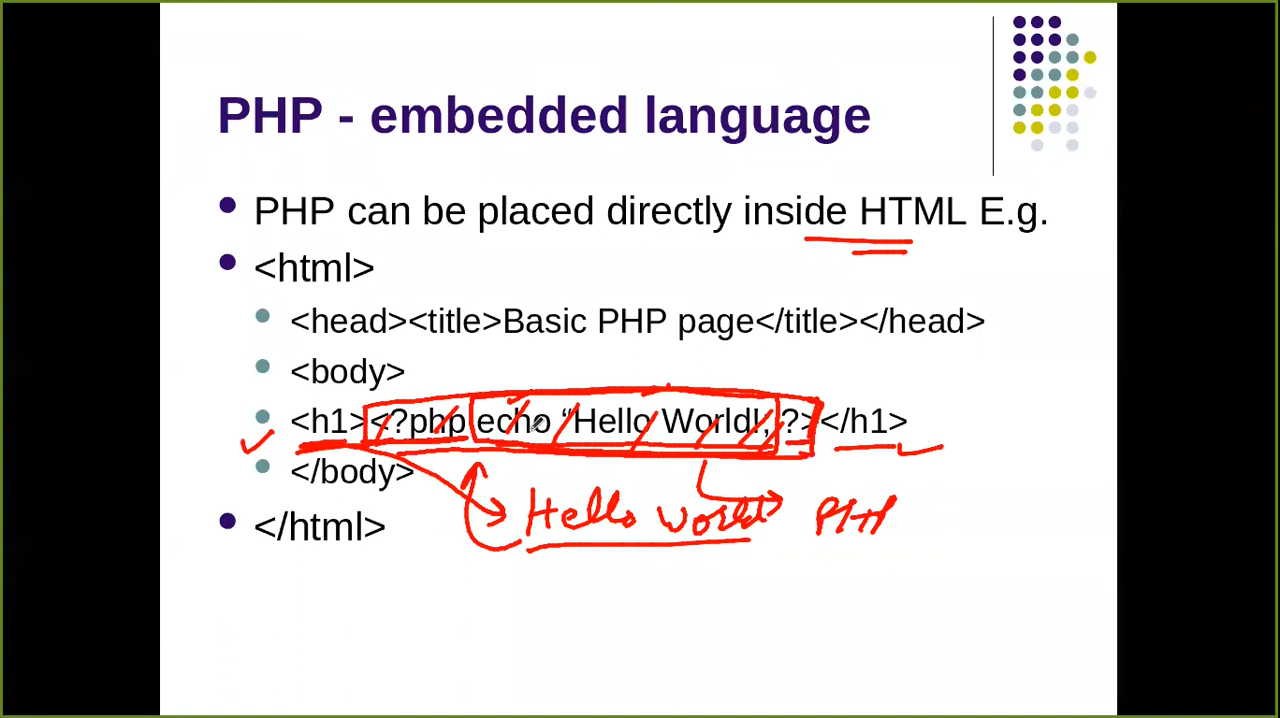 PHP - embedded language
PHP can be placed directly inside HTML E.g.
<html>
<head><title>Basic PHP page</title></head>
<body>
<h1><?php echo “Hello World!; ?></h1>
</body>
Hello world PHP
</html>